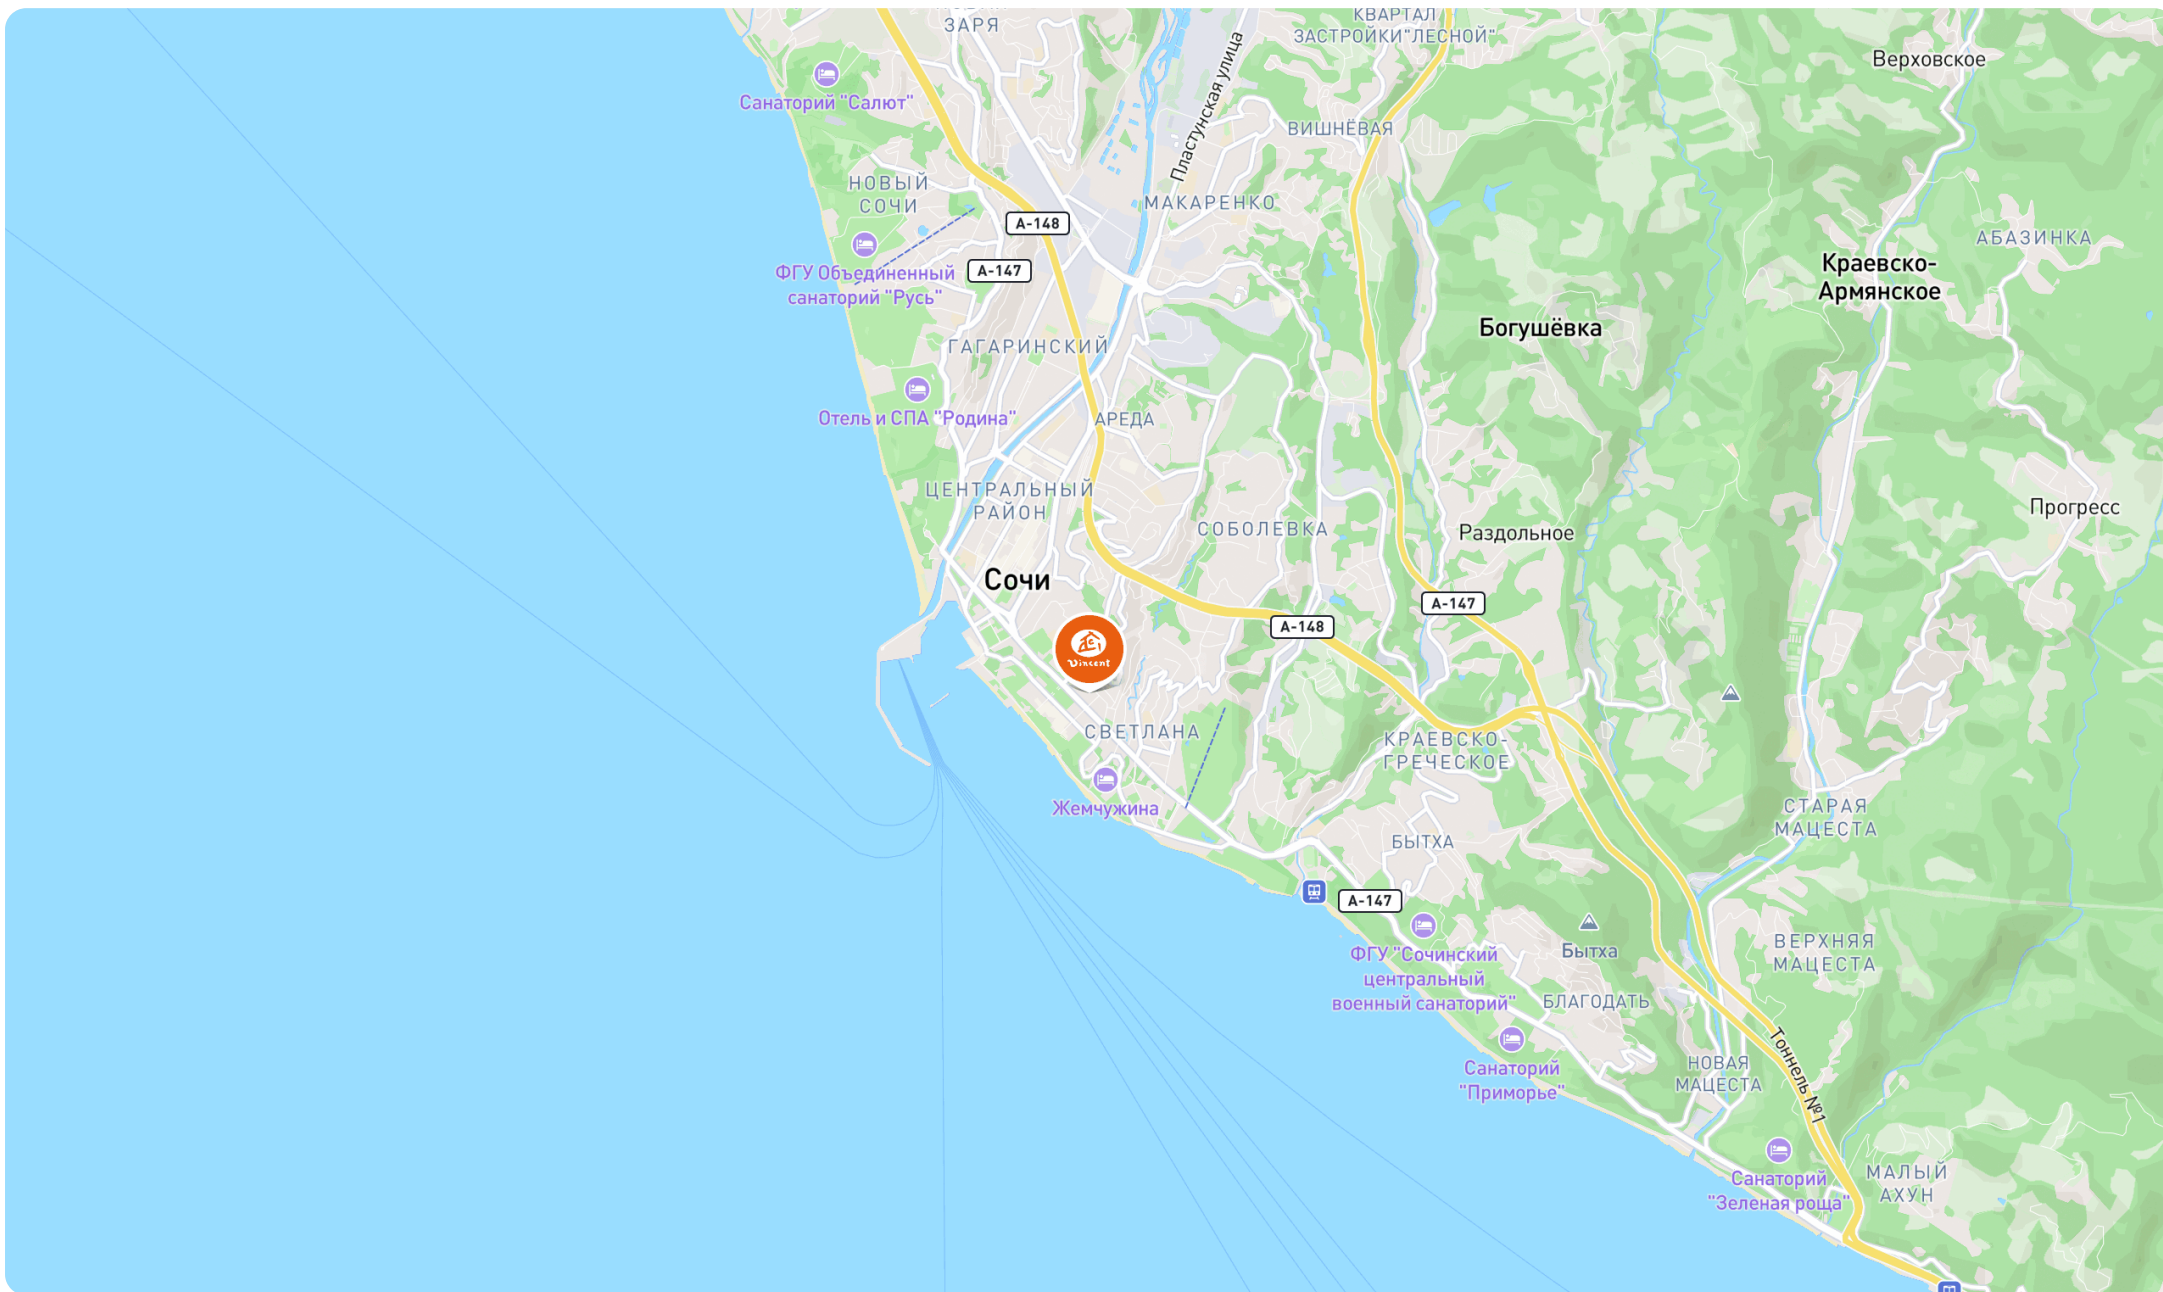 ЗАРЯ
КВАРТАЛ
ЗАСТРОЙКИ"ЛЕСНОЙ"
Верховское
Санаторий "Салют"
Пластунская улица
ВИШНЁВАЯ
НОВЫЙ
СОЧИ
МАКАРЕНКО
А-148
АБАЗИНКА
ФГУ Объединенный
санаторий "Русь"
А-147
Краевско-
Армянское
Богушёвка
ГАГАРИНСКИЙ
Отель и СПА "Родина"
АРЕДА
ЦЕНТРАЛЬНЫЙ
РАЙОН
СОБОЛЕВКА
Раздольное
Прогресс
Сочи
А-147
А-148
Vincent
СВЕТЛАНА
КРАЕВСКО-
ГРЕЧЕСКОЕ
Жемчужина
СТАРАЯ
МАЦЕСТА
БЫТХА
А-147
ФГУ "Сочинский
центральный
военный санаторий"
Бытха
ВЕРХНЯЯ
МАЦЕСТА
БЛАГОДАТЬ
Санаторий
"Приморье"
НОВАЯ
МАЦЕСТА
Тоннель №1
Санаторий
"Зеленая роща"
МАЛЫЙ
АХУН